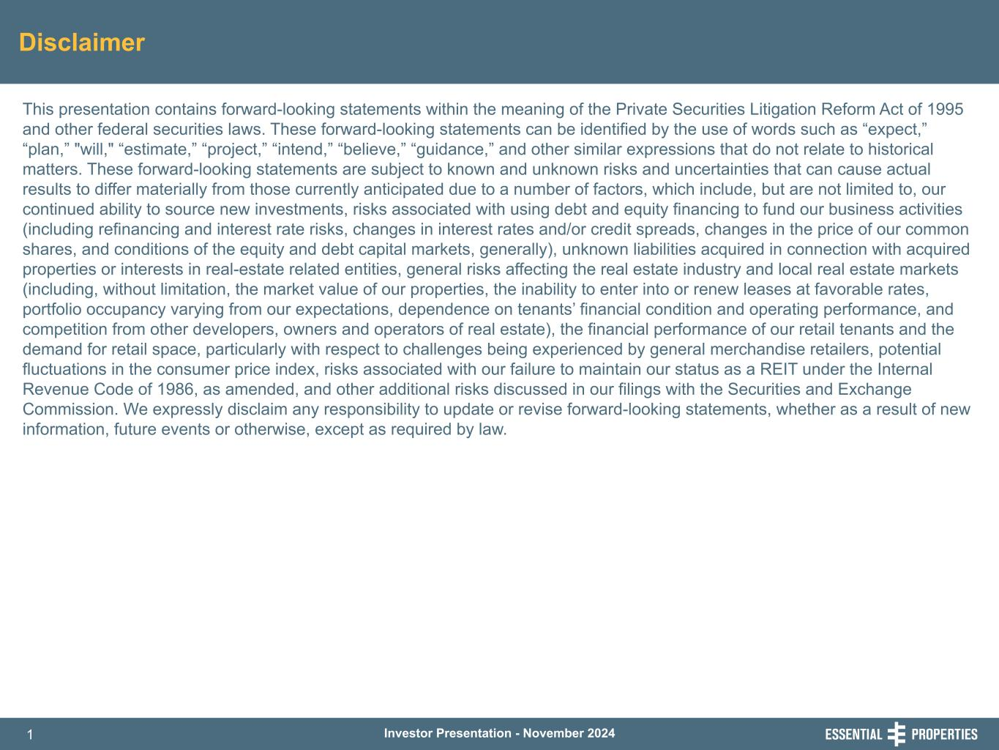 Disclaimer
This presentation contains forward-looking statements within the meaning of the Private Securities Litigation Reform Act of 1995
and other federal securities laws. These forward-looking statements can be identified by the use of words such as “expect,”
“plan,” "will," “estimate,” “project,” “intend,” “believe,” “guidance,” and other similar expressions that do not relate to historical
matters. These forward-looking statements are subject to known and unknown risks and uncertainties that can cause actual
results to differ materially from those currently anticipated due to a number of factors, which include, but are not limited to, our
continued ability to source new investments, risks associated with using debt and equity financing to fund our business activities
(including refinancing and interest rate risks, changes in interest rates and/or credit spreads, changes in the price of our common
shares, and conditions of the equity and debt capital markets, generally), unknown liabilities acquired in connection with acquired
properties or interests in real-estate related entities, general risks affecting the real estate industry and local real estate markets
(including, without limitation, the market value of our properties, the inability to enter into or renew leases at favorable rates,
portfolio occupancy varying from our expectations, dependence on tenants’ financial condition and operating performance, and
competition from other developers, owners and operators of real estate), the financial performance of our retail tenants and the
demand for retail space, particularly with respect to challenges being experienced by general merchandise retailers, potential
fluctuations in the consumer price index, risks associated with our failure to maintain our status as a REIT under the Internal
Revenue Code of 1986, as amended, and other additional risks discussed in our filings with the Securities and Exchange
Commission. We expressly disclaim any responsibility to update or revise forward-looking statements, whether as a result of new
information, future events or otherwise, except as required by law.
1
Investor Presentation - November 2024
ESSENTIAL PROPERTIES